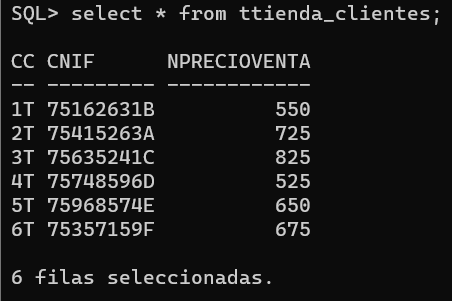 SQL> select * from ttienda_clientes;
CC CNIF      NPRECIOVENTA
-- --------- ------------
1T 75162631B          550
2T 75415263A          725
3T 75635241C          825
4T 75748596D          525
5T 75968574E          650
6T 75357159F          675
6 filas seleccionadas.